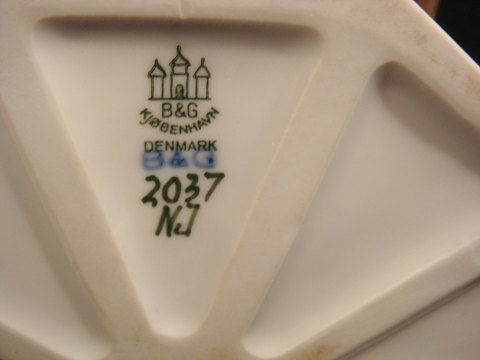 B&G
KJØBENHAVN
DENMARK
B&G
2037
NJ